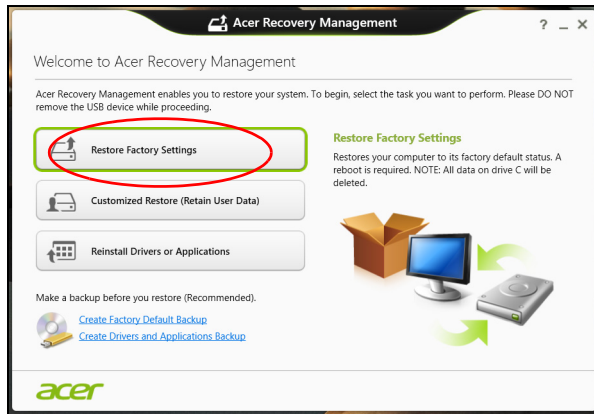 Acer Recovery Management
? _ X
Welcome to Acer Recovery Management
Acer Recovery Management enables you to restore your system. To begin, select the task you want to perform. Please DO NOT
remove the USB device while proceeding.
Restore Factory Settings
Customized Restore (Retain User Data)
Reinstall Drivers or Applications
Restore Factory Settings
Restores your computer to its factory default status. A
reboot is required. NOTE: All data on drive C will be
deleted.
Make a backup before you restore (Recommended).
Create Factory Default Backup
Create Drivers and Applications Backup
acer